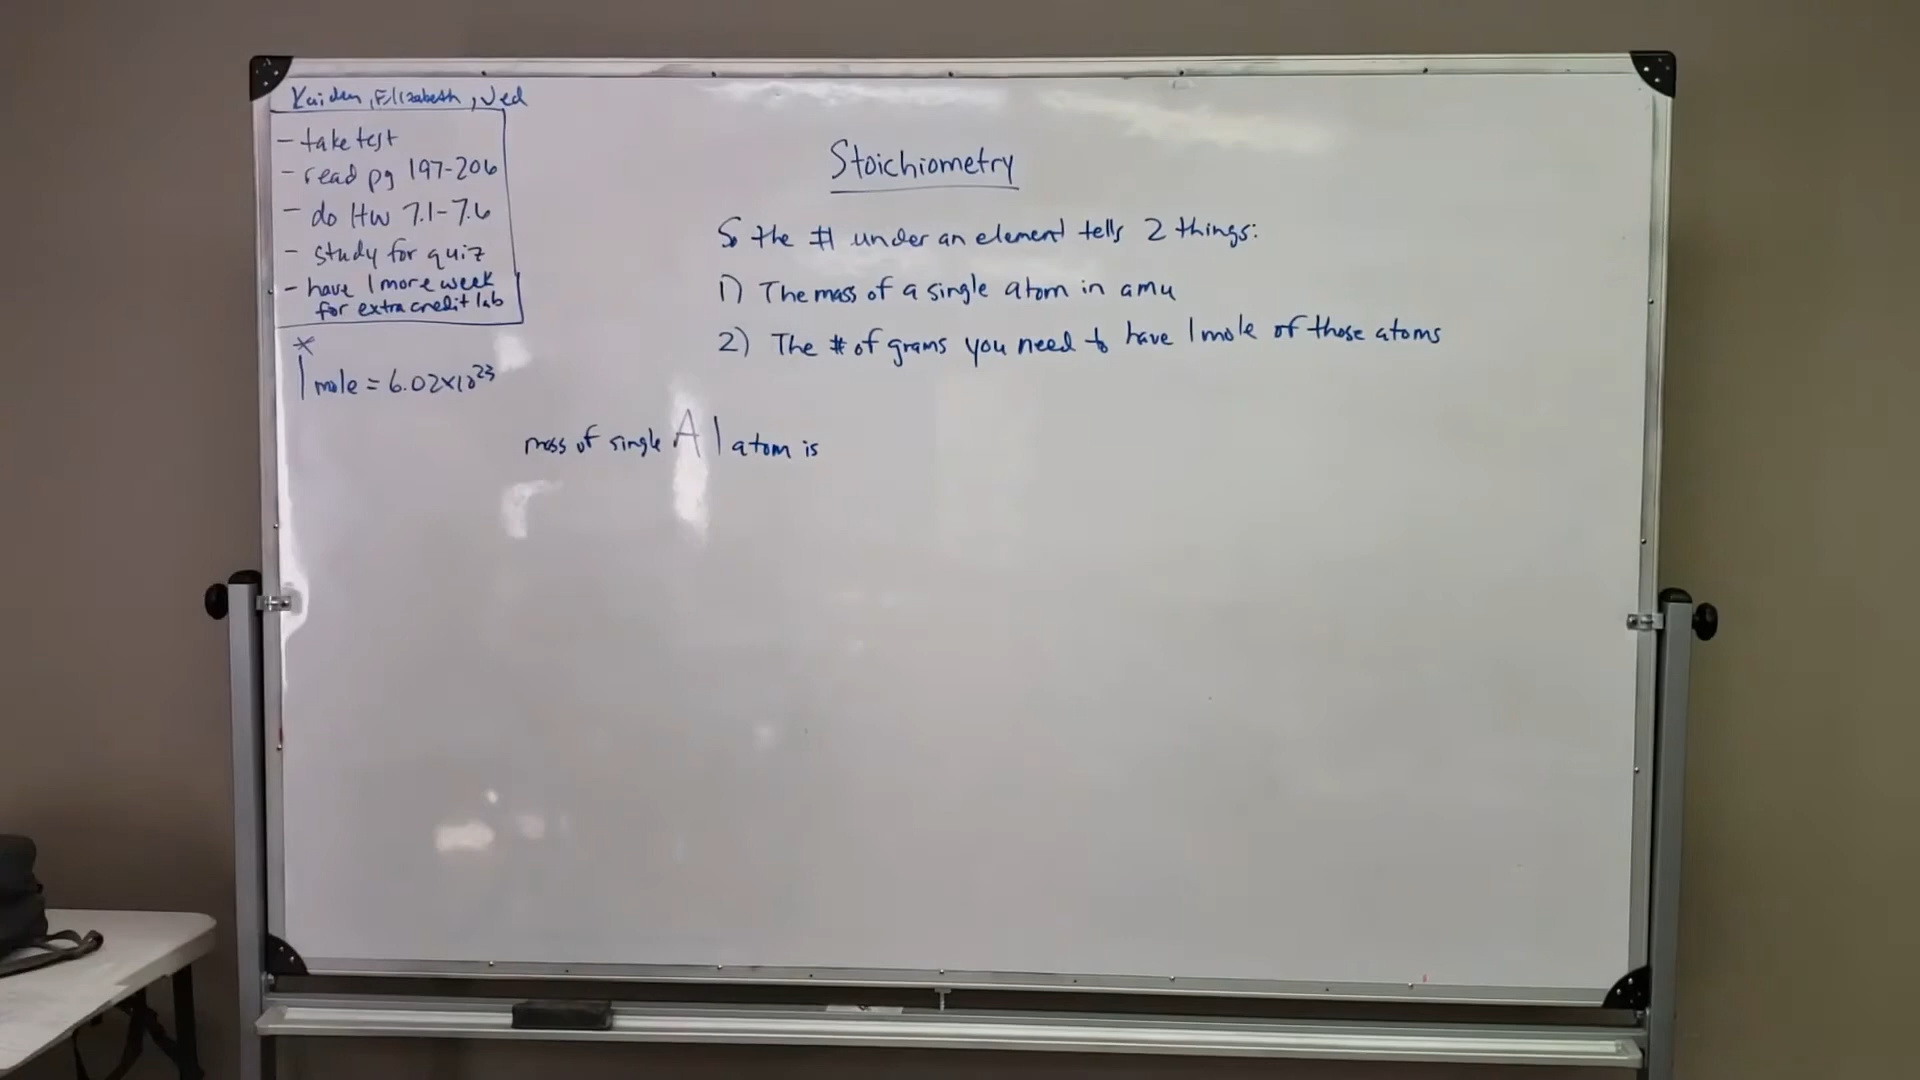 Kaiden, Elizabeth, Jed
- take test
- read pg 197-206
- do HW 7.1-7.6
- study for quiz
- have 1 more week
for extra credit lab
*
1 mole = 6.02x10²³
Stoichiometry
So the # under an element tells 2 things:
1) The mass of a single atom in amu
2) The # of grams you need to have 1 mole of those atoms
mass of single Al atom is